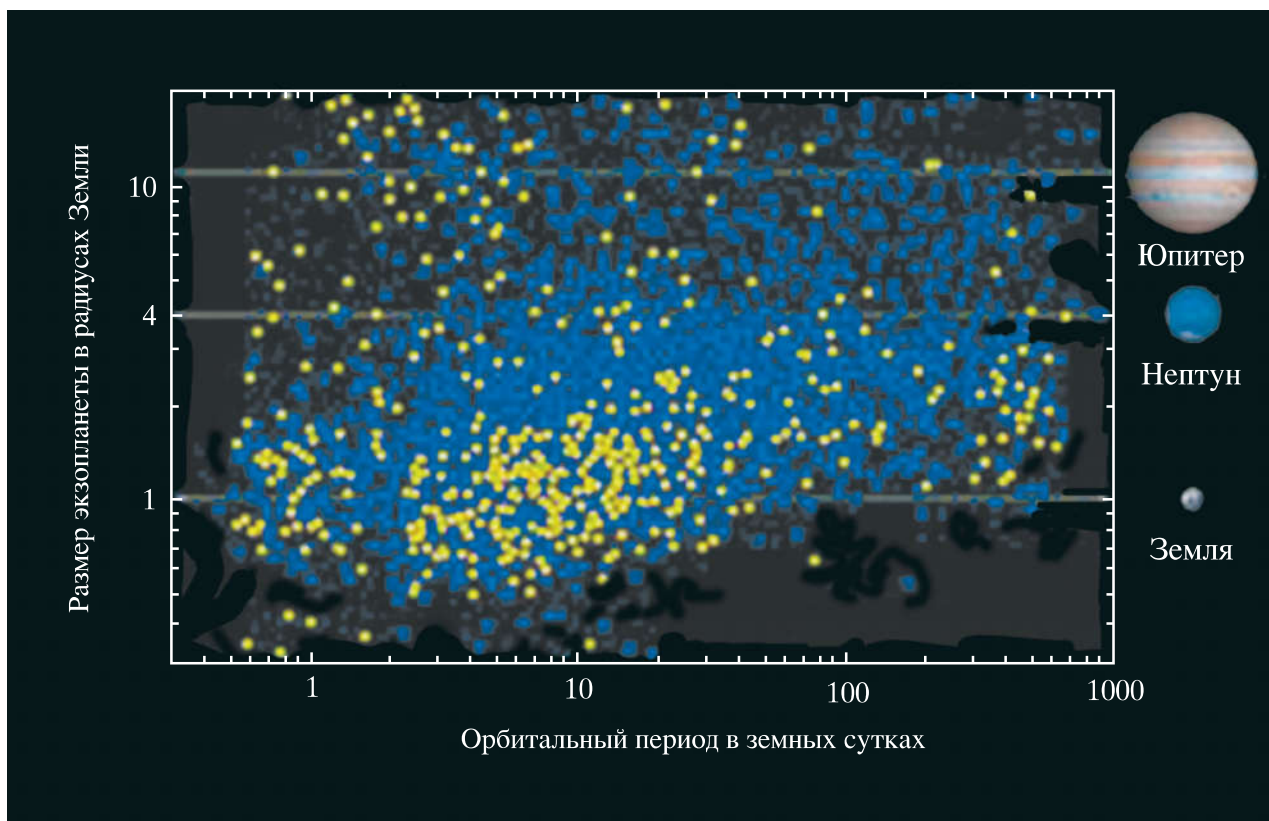 Размер экзопланеты в радиусах Земли
10
4
1
1
10
100
1000
Орбитальный период в земных сутках
Юпитер
Нептун
Земля